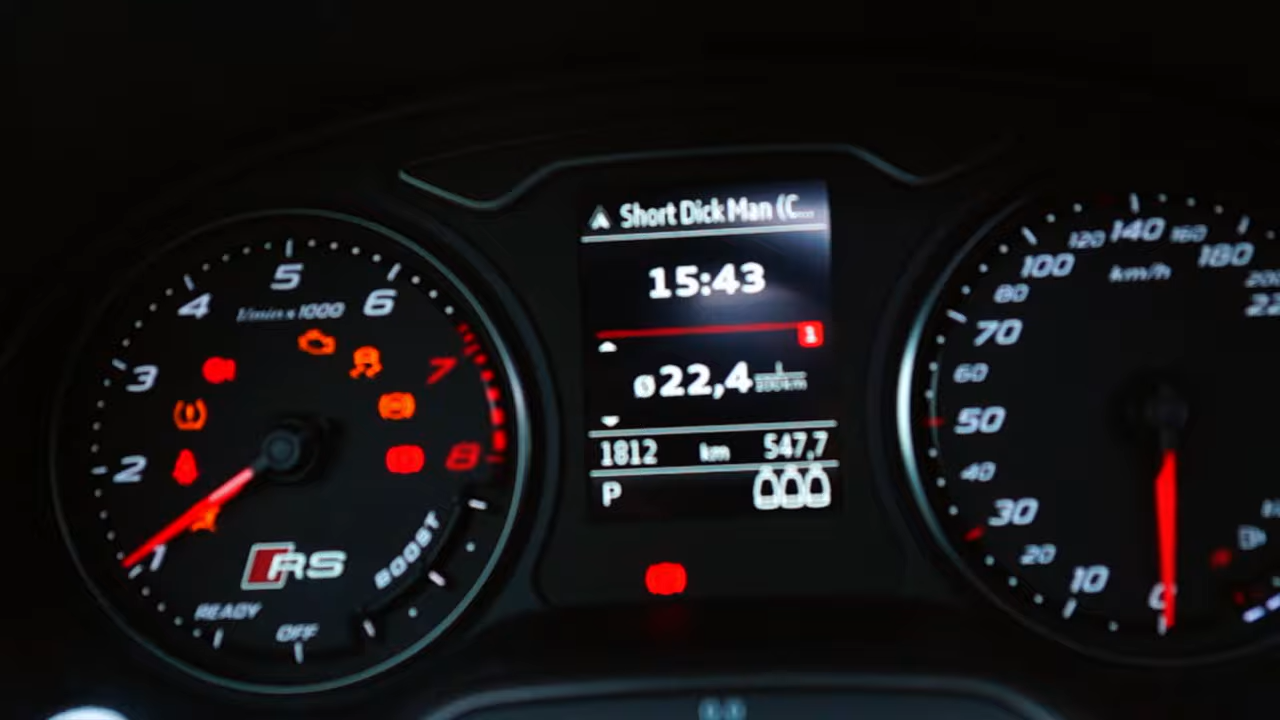 Short Dick Man (C...
15:43
1
ø22,4 l/100km
1812 km 547,7
P
1 2 3 4 5 6 7 8
1/min x 1000
RS
BOOST
READY
OFF
0 10 20 30 40 50 60 70 80 100 120 140 160 180
km/h